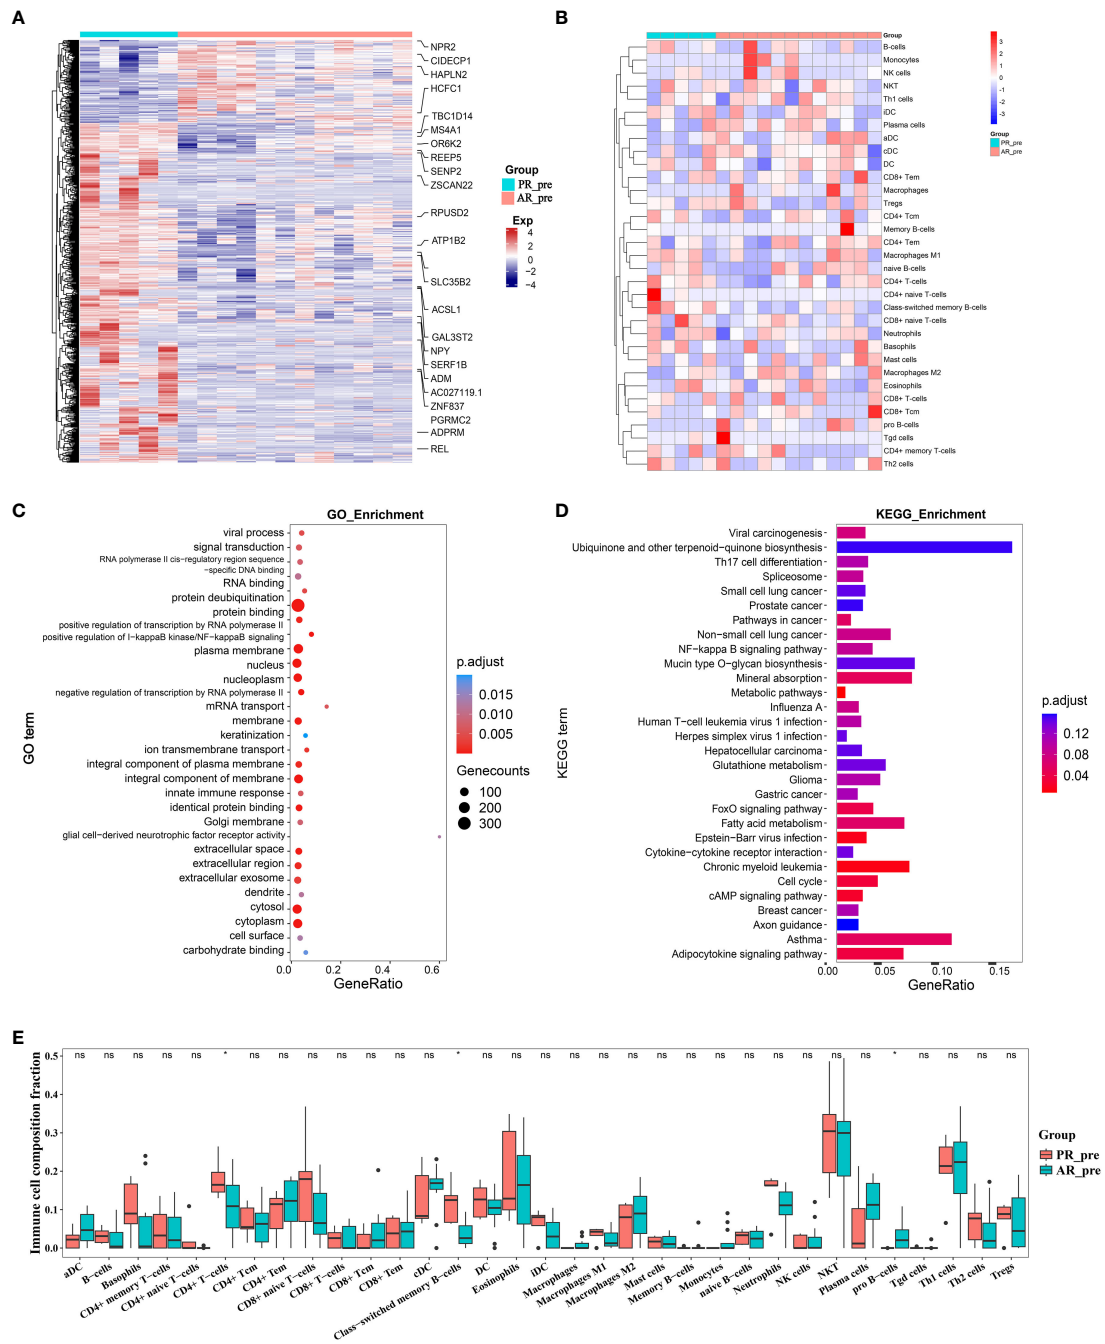 A
NPR2
CIDECP1
HAPLN2
HCFC1
TBC1D14
MS4A1
OR6K2
REEP5
SENP2
ZSCAN22
RPUSD2
ATP1B2
SLC35B2
ACSL1
GAL3ST2
NPY
SERF1B
ADM
AC027119.1
ZNF837
PGRMC2
ADPRM
REL
Group
PR_pre
AR_pre
Exp
4
2
0
−2
−4
B
Group
B-cells
Monocytes
NK cells
NKT
Th1 cells
iDC
Plasma cells
aDC
cDC
DC
CD8+ Tem
Macrophages
Tregs
CD4+ Tcm
Memory B-cells
CD4+ Tem
Macrophages M1
naive B-cells
CD4+ T-cells
CD4+ naive T-cells
Class-switched memory B-cells
CD8+ naive T-cells
Neutrophils
Basophils
Mast cells
Macrophages M2
Eosinophils
CD8+ T-cells
CD8+ Tcm
pro B-cells
Tgd cells
CD4+ memory T-cells
Th2 cells
3
2
1
0
-1
-2
-3
Group
PR_pre
AR_pre
C
GO_Enrichment
GO term
viral process
signal transduction
RNA polymerase II cis−regulatory region sequence
−specific DNA binding
RNA binding
protein deubiquitination
protein binding
positive regulation of transcription by RNA polymerase II
positive regulation of I−kappaB kinase/NF−kappaB signaling
plasma membrane
nucleus
nucleoplasm
negative regulation of transcription by RNA polymerase II
mRNA transport
membrane
keratinization
ion transmembrane transport
integral component of plasma membrane
integral component of membrane
innate immune response
identical protein binding
Golgi membrane
glial cell−derived neurotrophic factor receptor activity
extracellular space
extracellular region
extracellular exosome
dendrite
cytosol
cytoplasm
cell surface
carbohydrate binding
0.0 0.2 0.4 0.6
GeneRatio
p.adjust
0.015
0.010
0.005
Genecounts
100
200
300
D
KEGG_Enrichment
KEGG term
Viral carcinogenesis
Ubiquinone and other terpenoid−quinone biosynthesis
Th17 cell differentiation
Spliceosome
Small cell lung cancer
Prostate cancer
Pathways in cancer
Non−small cell lung cancer
NF−kappa B signaling pathway
Mucin type O−glycan biosynthesis
Mineral absorption
Metabolic pathways
Influenza A
Human T−cell leukemia virus 1 infection
Herpes simplex virus 1 infection
Hepatocellular carcinoma
Glutathione metabolism
Glioma
Gastric cancer
FoxO signaling pathway
Fatty acid metabolism
Epstein−Barr virus infection
Cytokine−cytokine receptor interaction
Chronic myeloid leukemia
Cell cycle
cAMP signaling pathway
Breast cancer
Axon guidance
Asthma
Adipocytokine signaling pathway
0.00 0.05 0.10 0.15
GeneRatio
p.adjust
0.12
0.08
0.04
E
Immune cell composition fraction
0.5
0.4
0.3
0.2
0.1
0.0
ns ns ns ns ns * ns ns ns ns ns ns ns * ns ns ns ns ns ns ns ns ns ns ns ns ns ns * ns ns ns ns
aDC
B−cells
Basophils
CD4+ memory T−cells
CD4+ naive T−cells
CD4+ T−cells
CD4+ Tcm
CD4+ Tem
CD8+ naive T−cells
CD8+ T−cells
CD8+ Tcm
CD8+ Tem
cDC
Class−switched memory B−cells
DC
Eosinophils
iDC
Macrophages
Macrophages M1
Macrophages M2
Mast cells
Memory B−cells
Monocytes
naive B−cells
Neutrophils
NK cells
NKT
Plasma cells
pro B−cells
Tgd cells
Th1 cells
Th2 cells
Tregs
Group
PR_pre
AR_pre